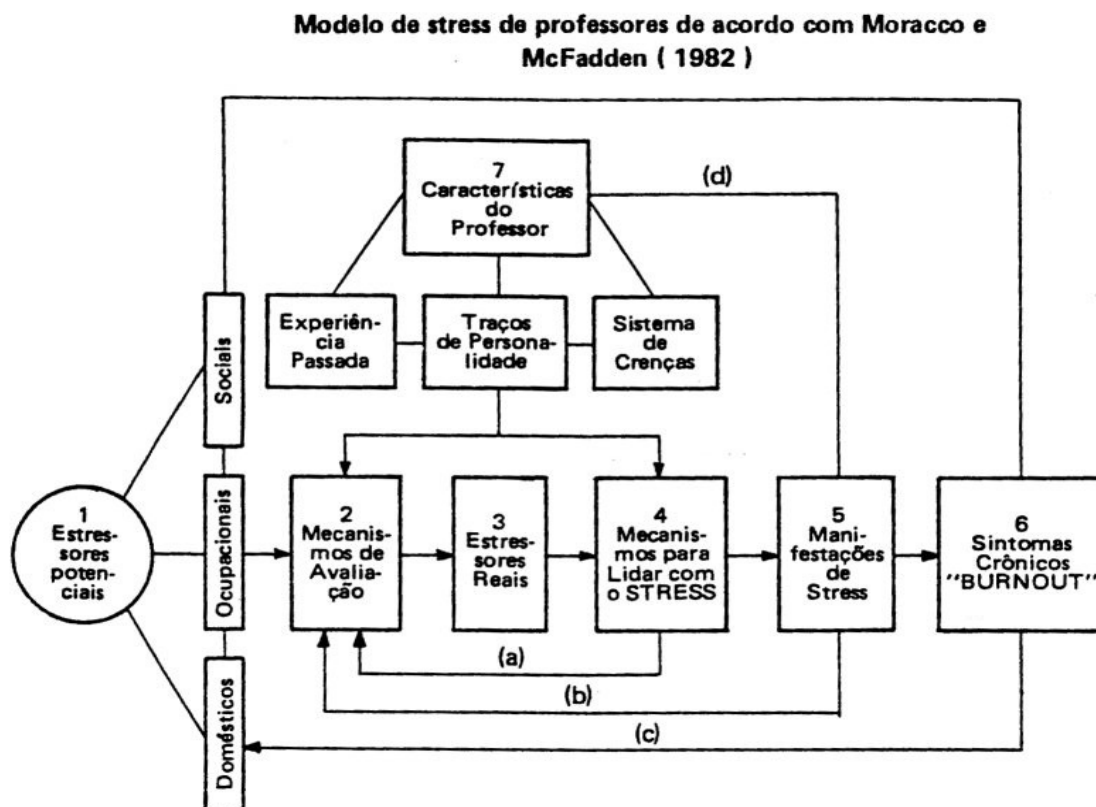 Modelo de stress de professores de acordo com Moracco e
McFadden ( 1982 )
7
Característícas
do
Professor
(d)
Experiên-
cia
Passada
Traços
de Persona-
lidade
Sistema
de
Crenças
Sociais
Ocupacionais
Domésticos
1
Estres-
sores
poten-
ciais
2
Mecanis-
mos de
Avalia-
ção
3
Estres-
sores
Reais
4
Mecanis-
mos para
Lidar com
o STRESS
5
Mani-
festações
de
Stress
6
Sintomas
Crônicos
"BURNOUT"
(a)
(b)
(c)